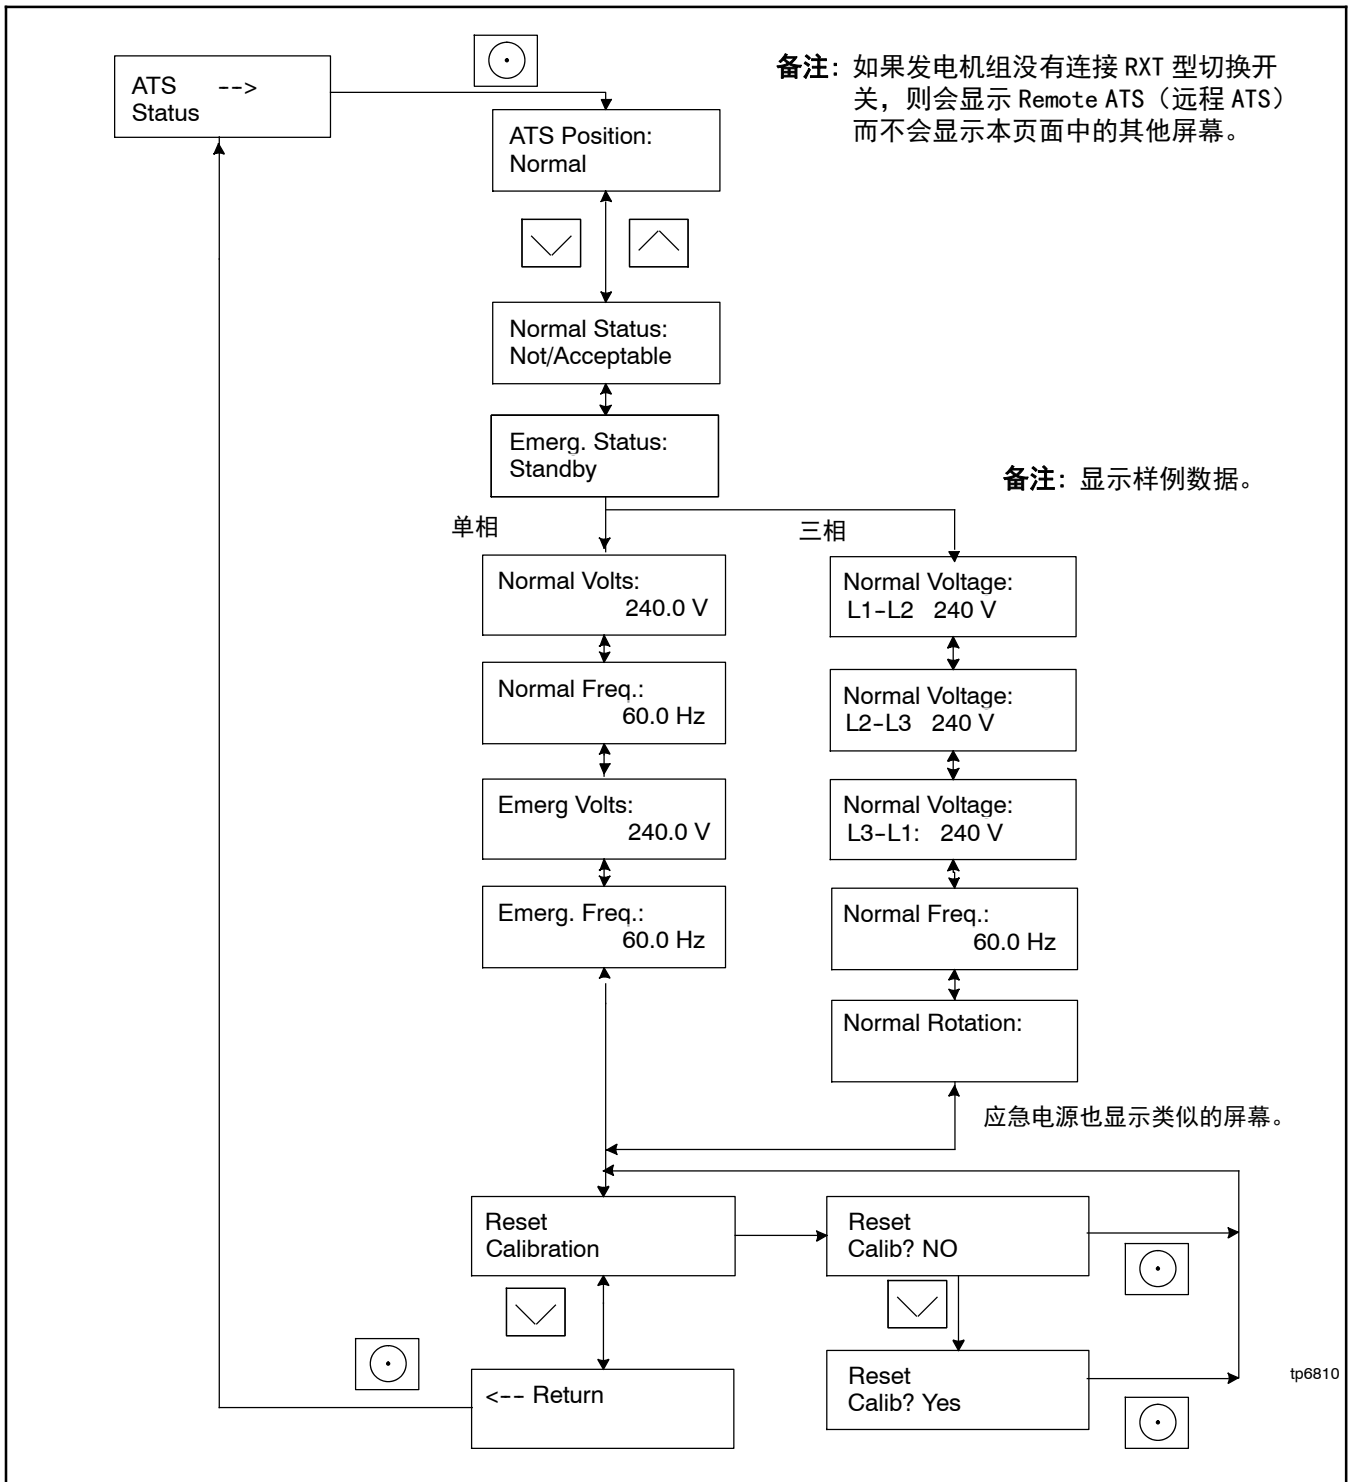 ATS -->
Status
备注: 如果发电机组没有连接 RXT 型切换开
关，则会显示 Remote ATS（远程 ATS）
而不会显示本页面中的其他屏幕。
ATS Position:
Normal
Normal Status:
Not/Acceptable
Emerg. Status:
Standby
备注: 显示样例数据。
单相
三相
Normal Volts:
240.0 V
Normal Freq.:
60.0 Hz
Emerg Volts:
240.0 V
Emerg. Freq.:
60.0 Hz
Normal Voltage:
L1-L2 240 V
Normal Voltage:
L2-L3 240 V
Normal Voltage:
L3-L1: 240 V
Normal Freq.:
60.0 Hz
Normal Rotation:
应急电源也显示类似的屏幕。
Reset
Calibration
Reset
Calib? NO
<-- Return
Reset
Calib? Yes
tp6810